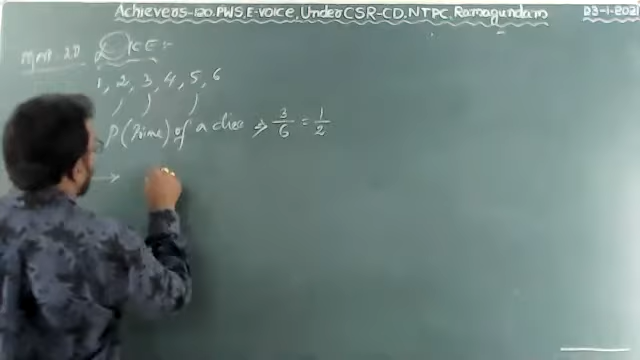 Achievers-120.PWS,E-VOICE,Under CSR-CD,NTPC.Ramagundam
03-1-2021
DICE:-
1, 2, 3, 4, 5, 6
P(Prime) of a dice ⇒ 3/6 = 1/2
→